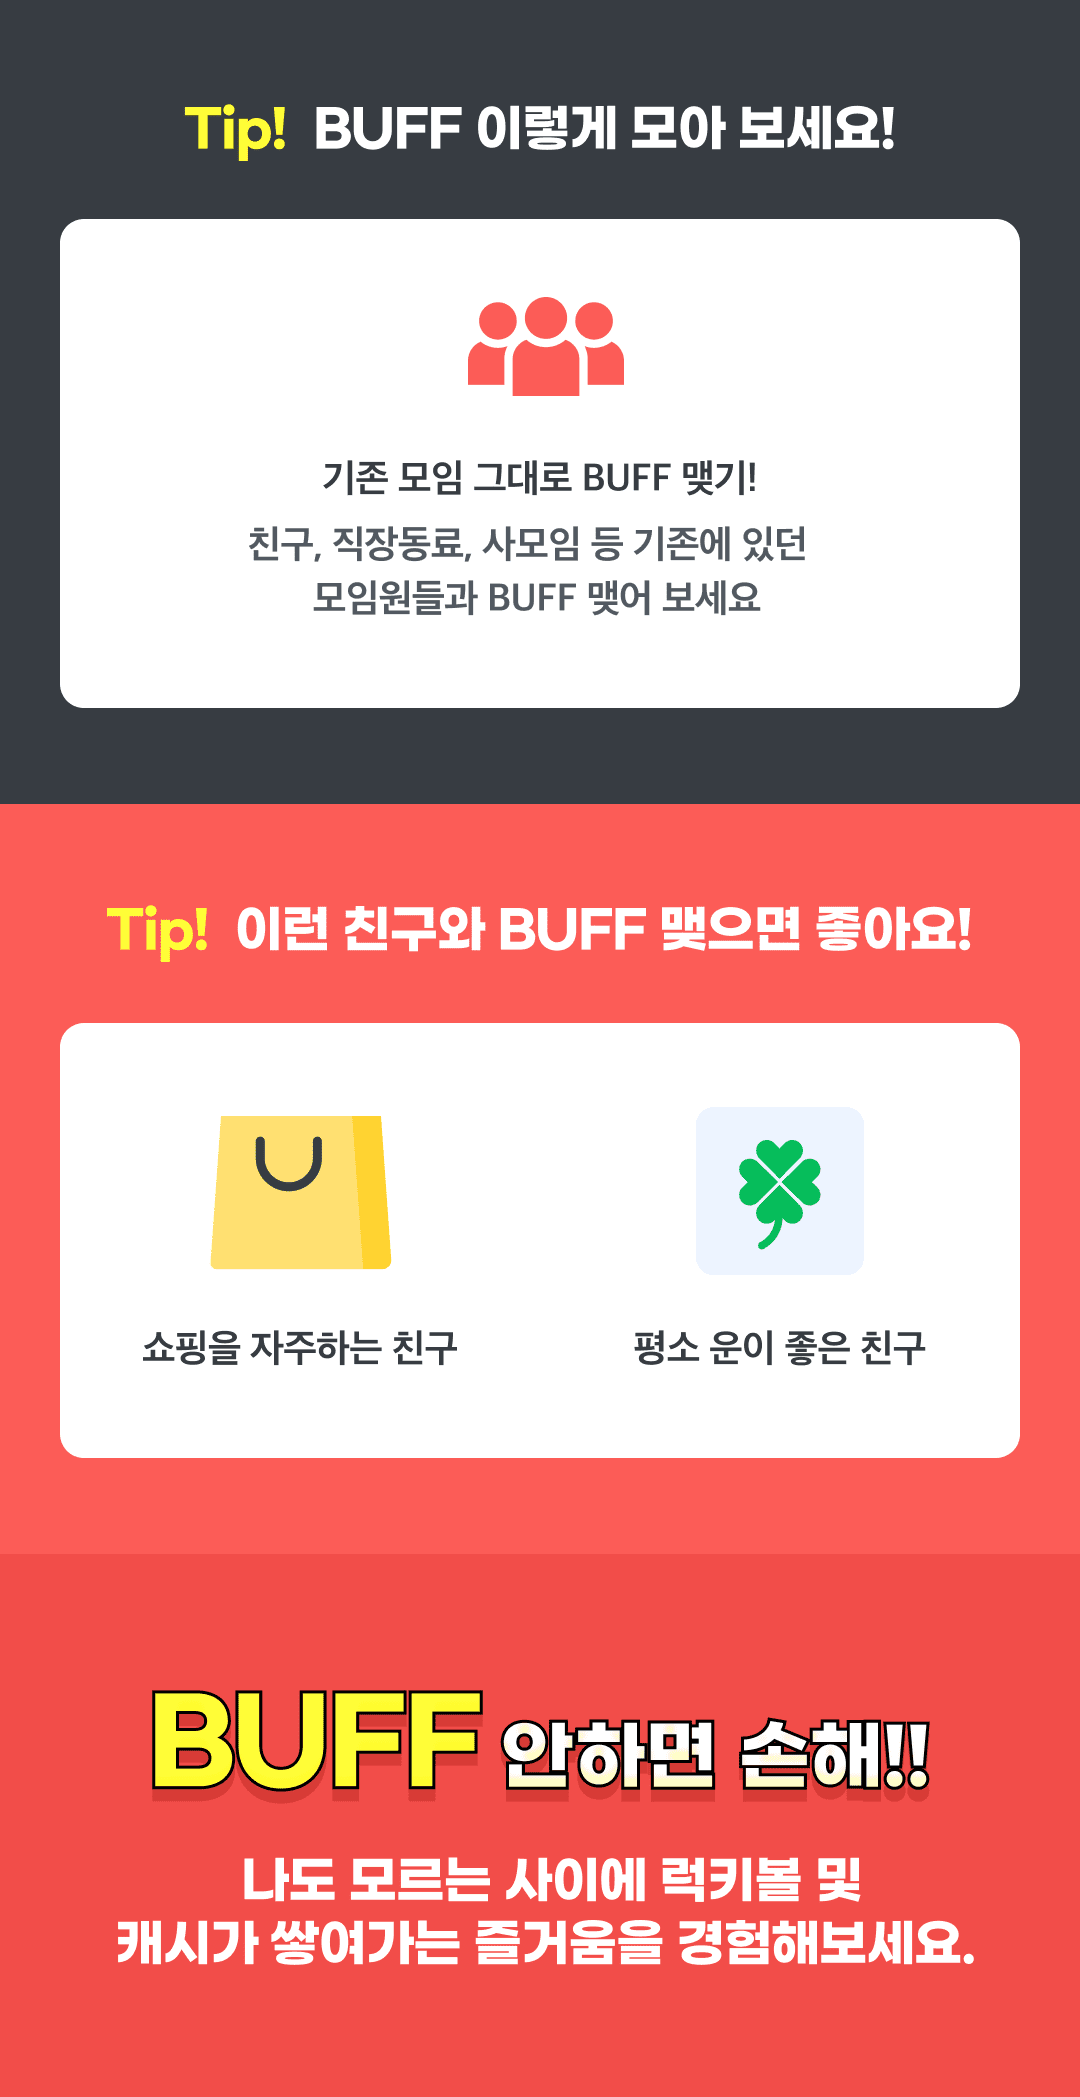 Tip! BUFF 이렇게 모아 보세요!
기존 모임 그대로 BUFF 맺기!
친구, 직장동료, 사모임 등 기존에 있던
모임원들과 BUFF 맺어 보세요
Tip! 이런 친구와 BUFF 맺으면 좋아요!
쇼핑을 자주하는 친구
평소 운이 좋은 친구
BUFF 안하면 손해!!
나도 모르는 사이에 럭키볼 및
캐시가 쌓여가는 즐거움을 경험해보세요.